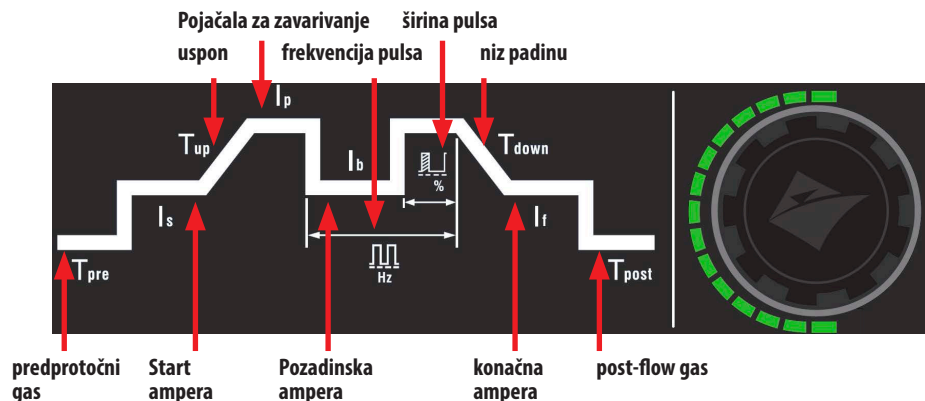 Pojačala za zavarivanje
širina pulsa
uspon
frekvencija pulsa
niz padinu
Ip
Tup
Ib
Tdown
%
Is
If
Tpre
Hz
Tpost
predprotočni
gas
Start
ampera
Pozadinska
ampera
konačna
ampera
post-flow gas